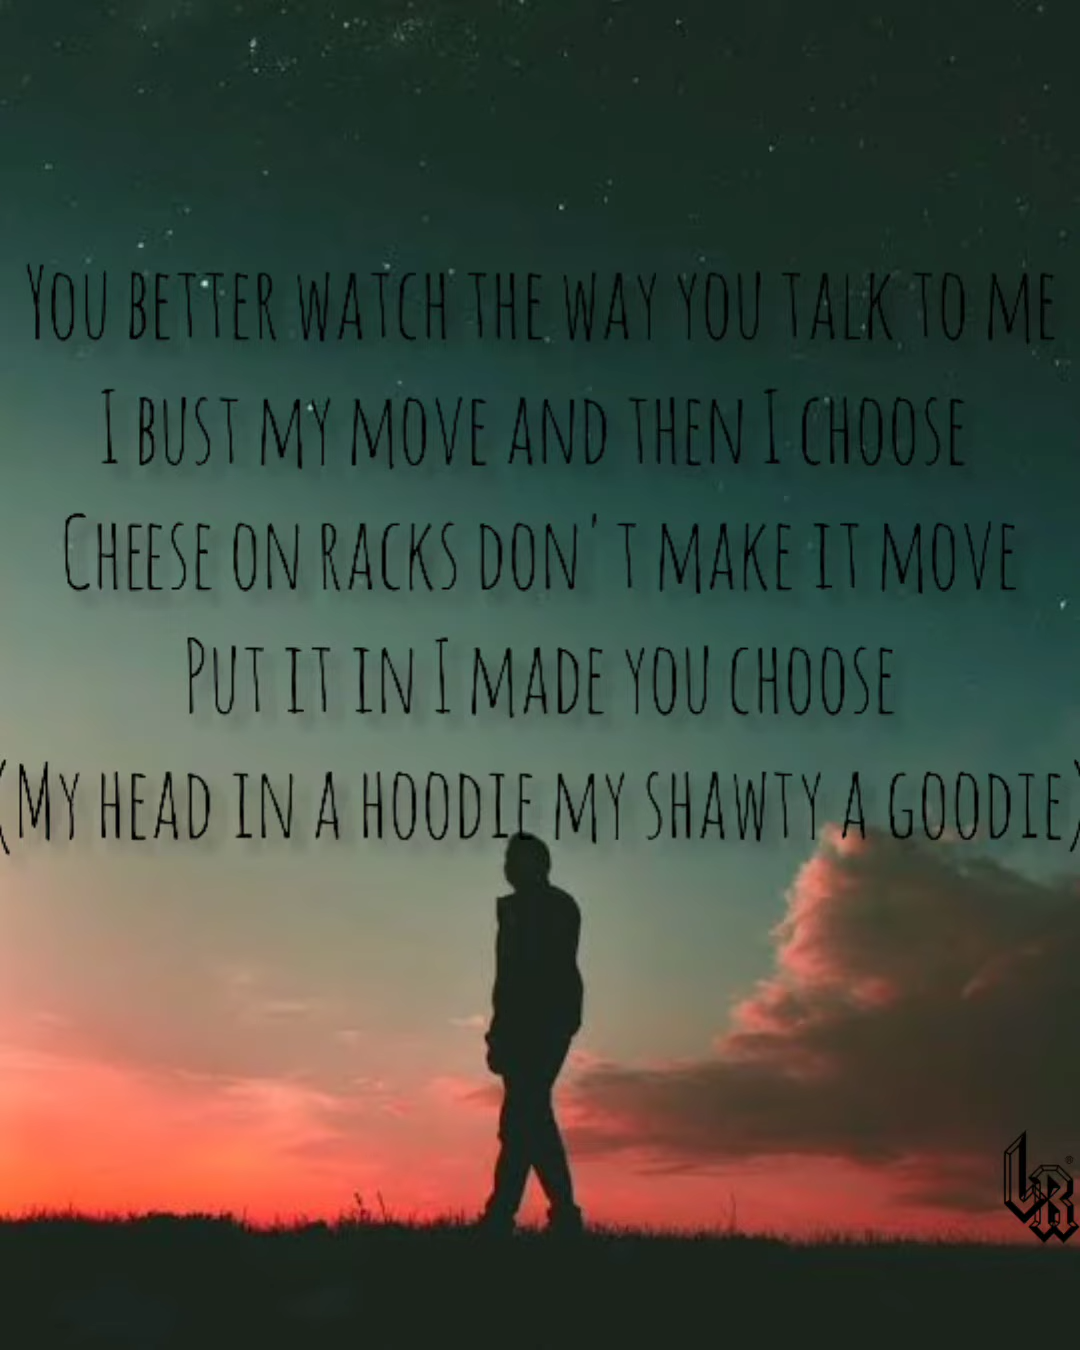 You better watch the way you talk to me
I bust my move and then I choose
Cheese on racks don't make it move
Put it in I made you choose
(My head in a hoodie my shawty a goodie)
LRW®